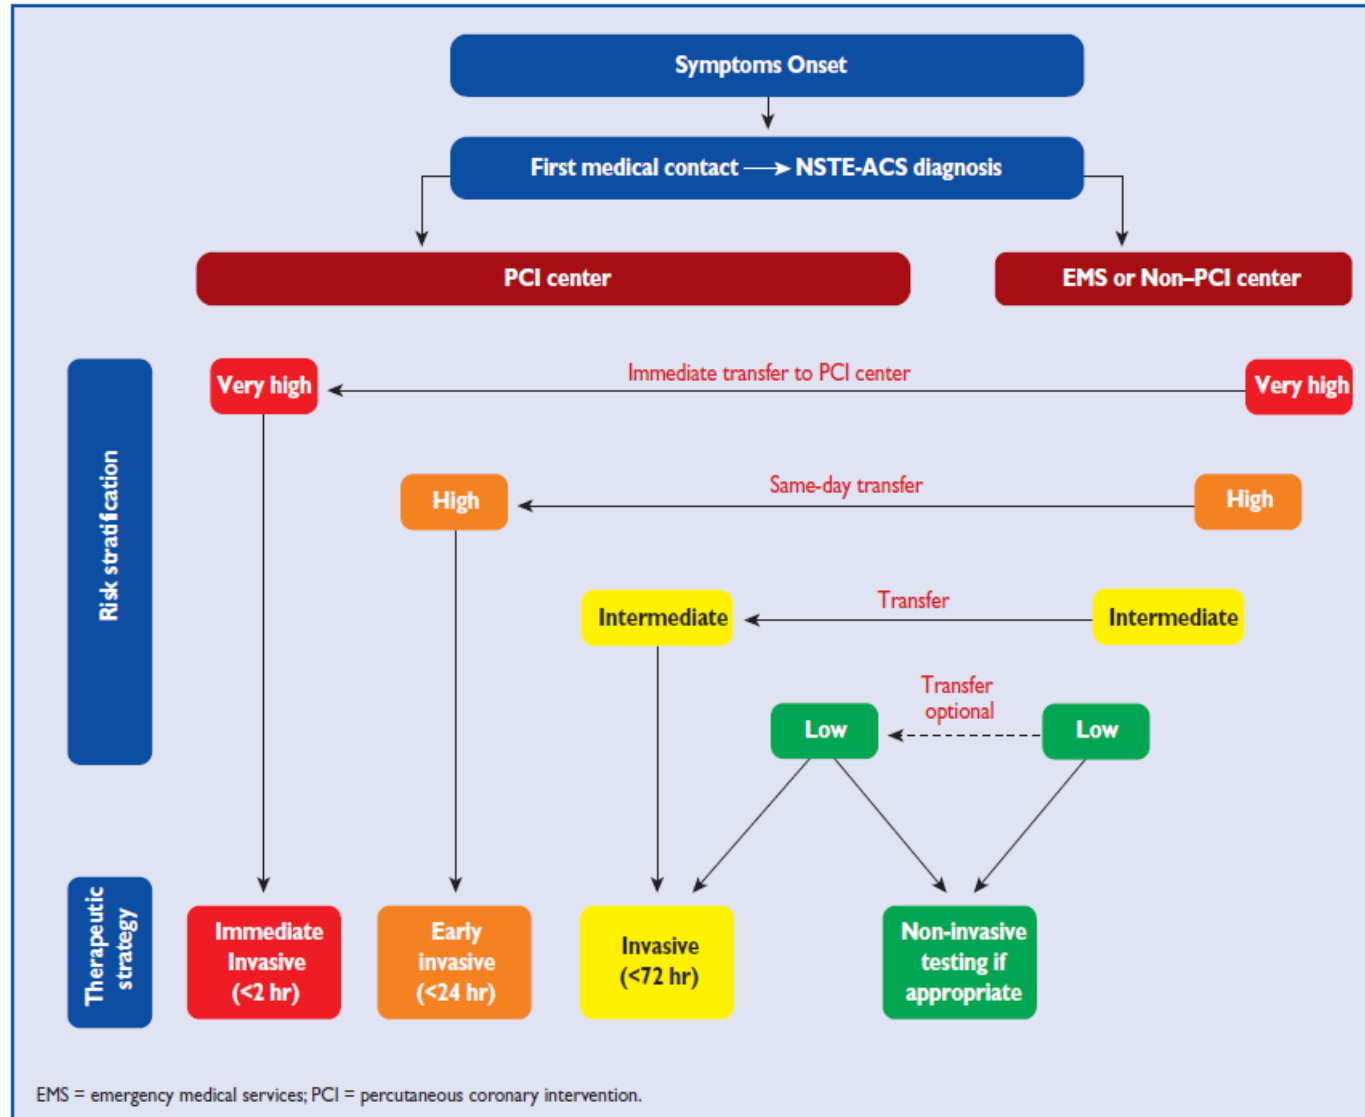 Symptoms Onset
First medical contact → NSTE-ACS diagnosis
PCI center
EMS or Non–PCI center
Risk stratification
Very high
Immediate transfer to PCI center
Very high
High
Same-day transfer
High
Intermediate
Transfer
Intermediate
Low
Transfer
optional
Low
Therapeutic
strategy
Immediate
Invasive
(<2 hr)
Early
invasive
(<24 hr)
Invasive
(<72 hr)
Non-invasive
testing if
appropriate
EMS = emergency medical services; PCI = percutaneous coronary intervention.